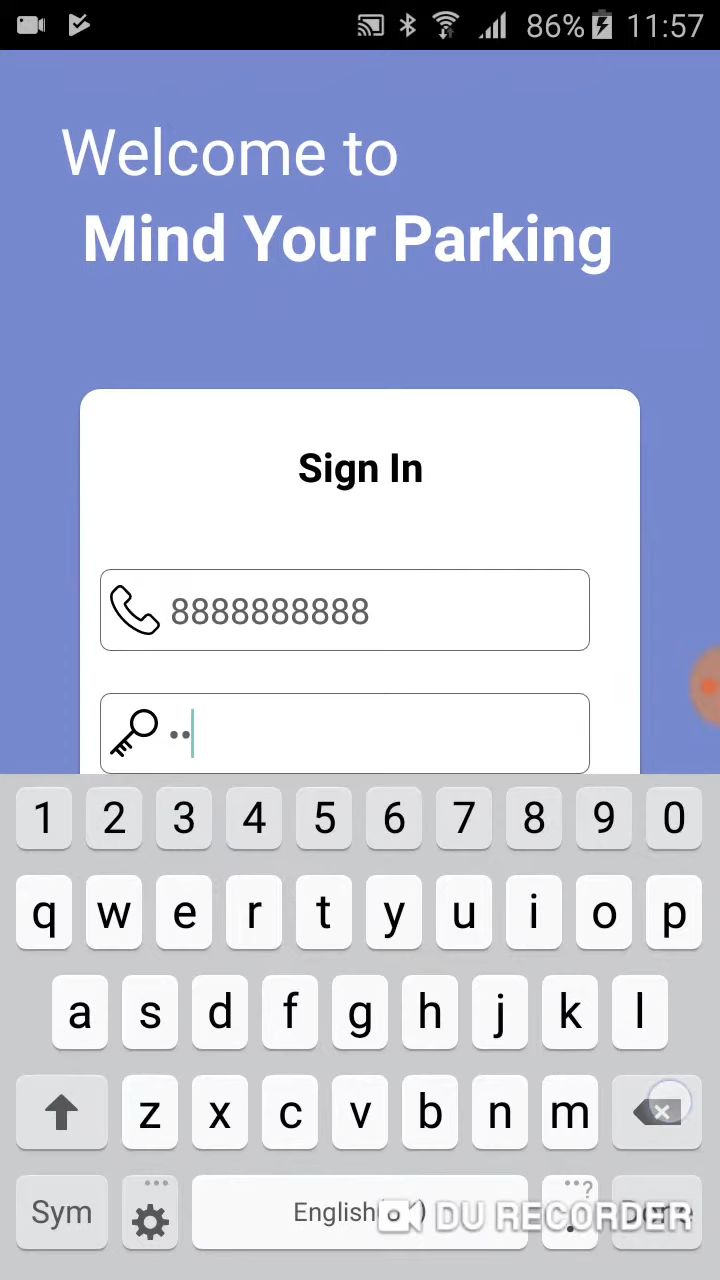 86% 11:57
Welcome to
Mind Your Parking
Sign In
8888888888
••
1 2 3 4 5 6 7 8 9 0
q w e r t y u i o p
a s d f g h j k l
z x c v b n m
Sym English . ? Done
DU RECORDER